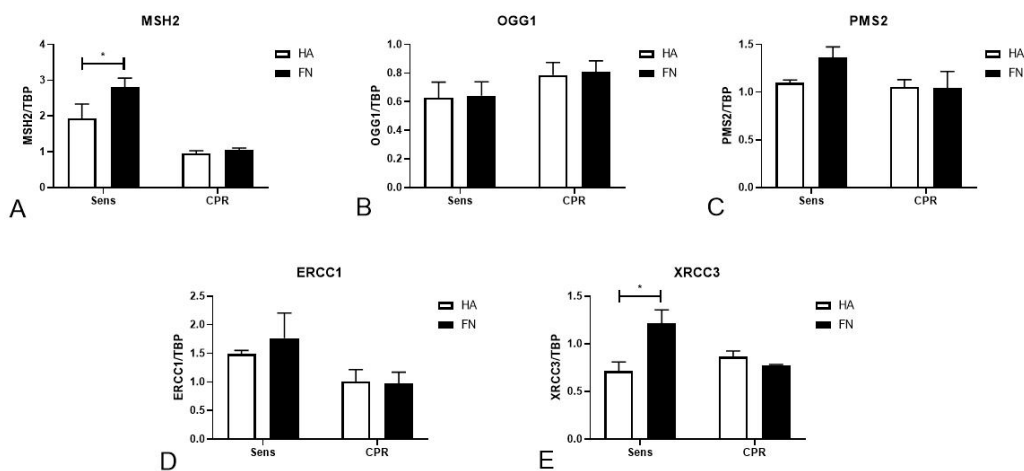 MSH2
4
3
2
1
0
MSH2/TBP
*
Sens
CPR
HA
FN
A
OGG1
1.0
0.8
0.6
0.4
0.2
0.0
OGG1/TBP
Sens
CPR
HA
FN
B
PMS2
1.5
1.0
0.5
0.0
PMS2/TBP
Sens
CPR
HA
FN
C
ERCC1
2.5
2.0
1.5
1.0
0.5
0.0
ERCC1/TBP
Sens
CPR
HA
FN
D
XRCC3
1.5
1.0
0.5
0.0
XRCC3/TBP
*
Sens
CPR
HA
FN
E